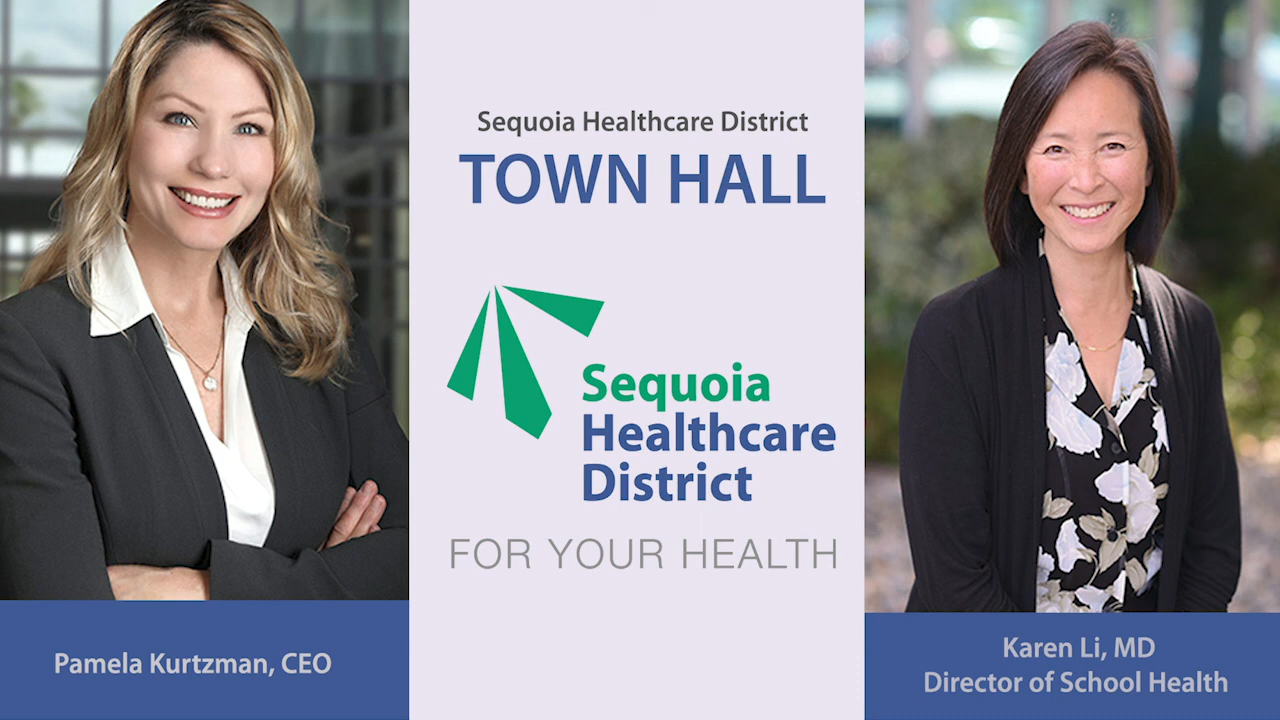 Sequoia Healthcare District
TOWN HALL
Sequoia
Healthcare
District
FOR YOUR HEALTH
Pamela Kurtzman, CEO
Karen Li, MD
Director of School Health